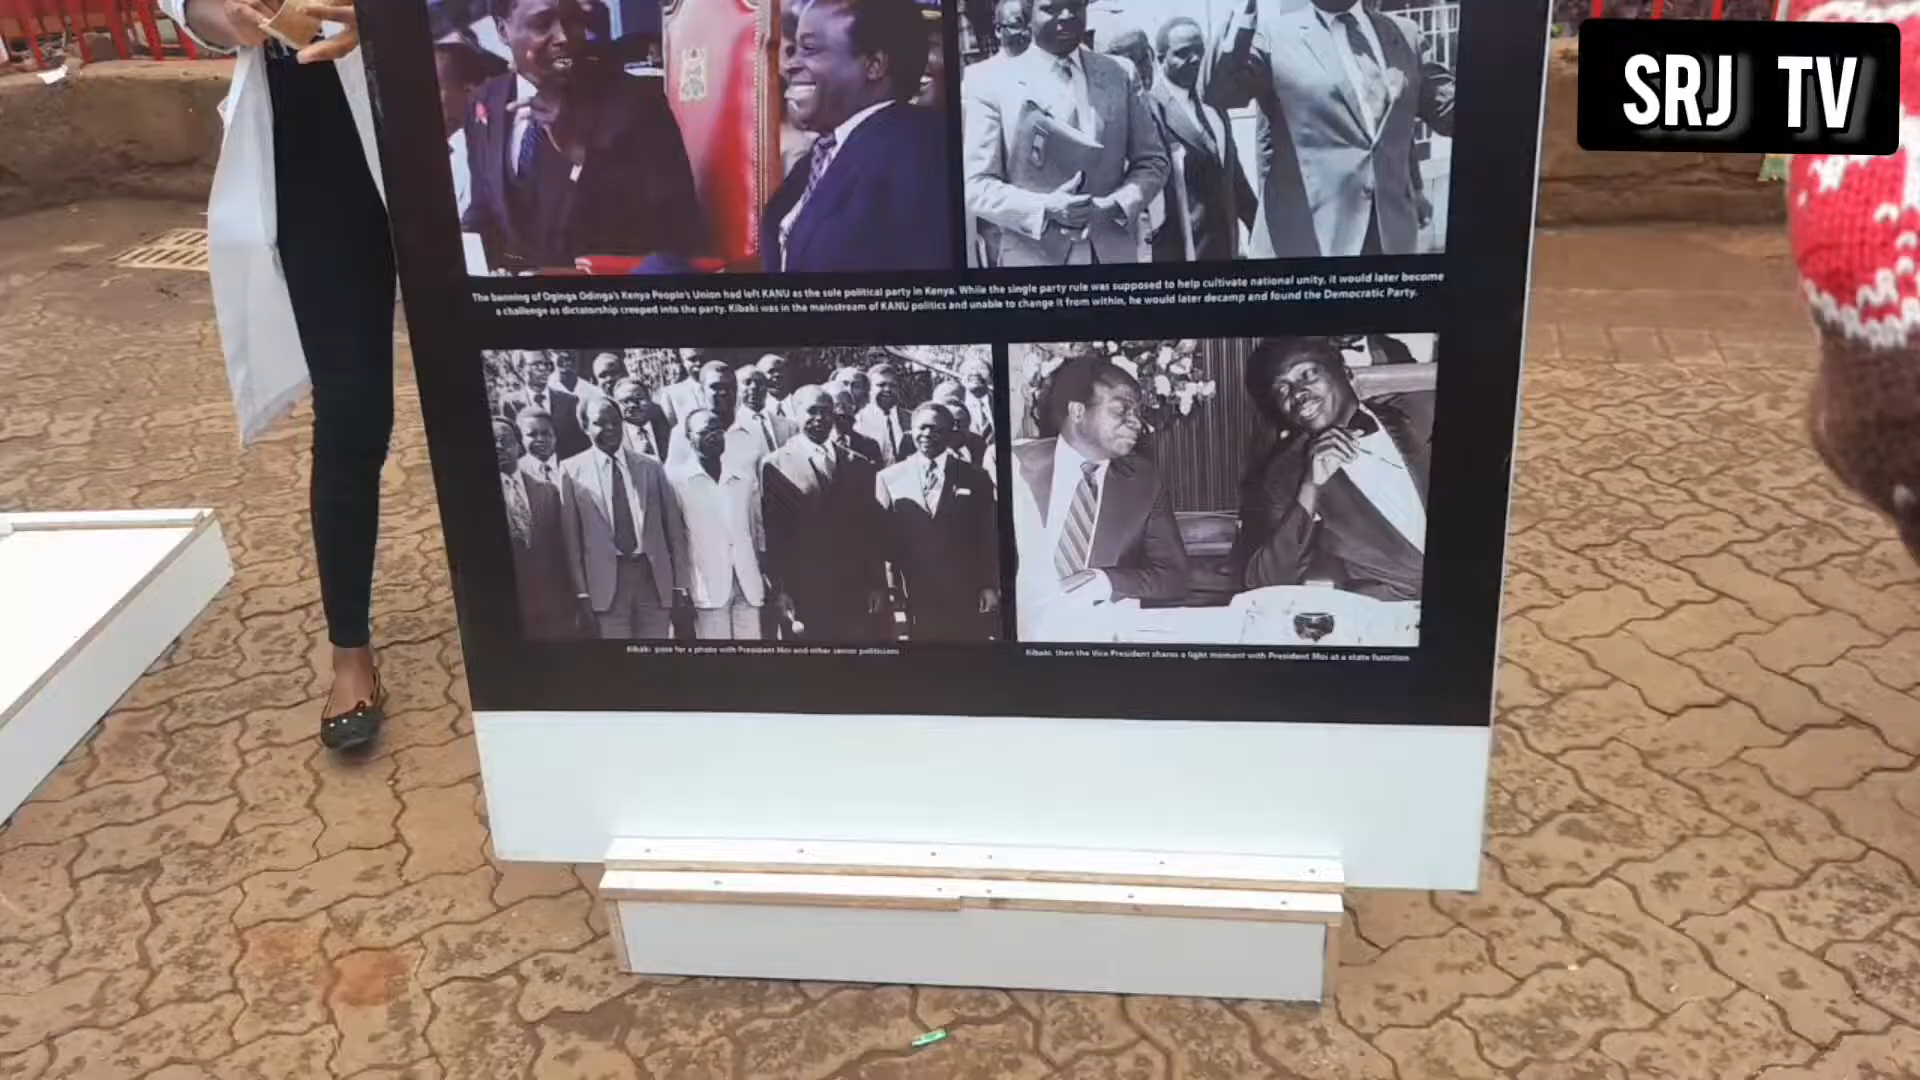 SRJ TV
The banning of Oginga Odinga's Kenya People's Union had left KANU as the sole political party in Kenya. While the single party rule was supposed to help cultivate national unity, it would later become
a challenge as dictatorship creeped into the party. Kibaki was in the mainstream of KANU politics and unable to change it from within, he would later decamp and found the Democratic Party.
Kibaki pose for a photo with President Moi and other senior politicians
Kibaki, then the Vice President shares a light moment with President Moi at a state function